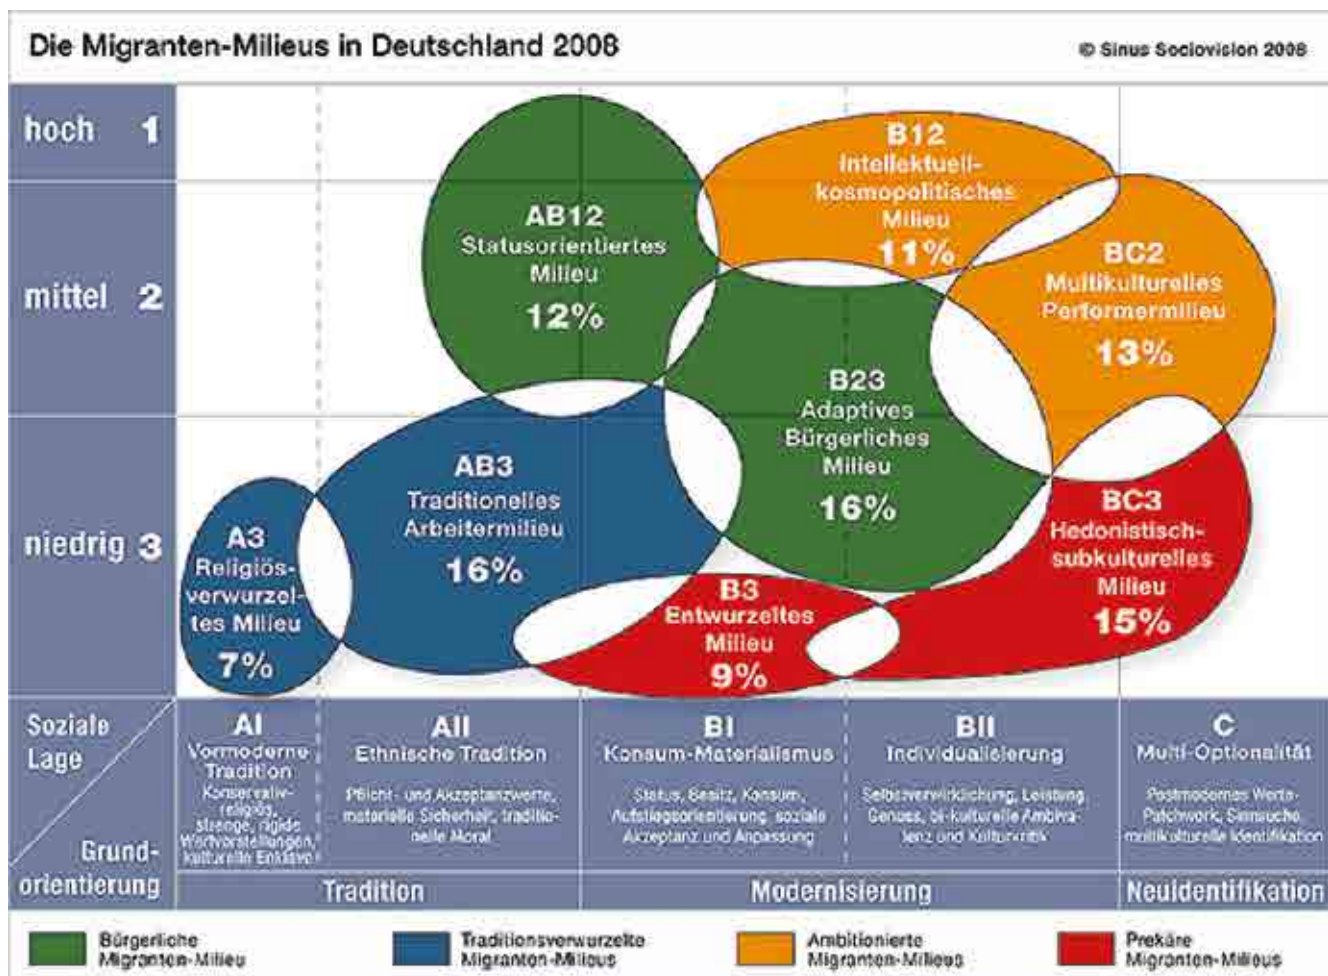 Die Migranten-Milieus in Deutschland 2008
© Sinus Sociovision 2008
hoch 1
mittel 2
niedrig 3
AB12
Statusorientiertes
Milieu
12%
B12
Intellektuell-
kosmopolitisches
Milieu
11%
BC2
Multikulturelles
Performermilieu
13%
B23
Adaptives
Bürgerliches
Milieu
16%
AB3
Traditionelles
Arbeitermilieu
16%
A3
Religiös-
verwurzel-
tes Milieu
7%
B3
Entwurzeltes
Milieu
9%
BC3
Hedonistisch-
subkulturelles
Milieu
15%
Soziale
Lage
Grund-
orientierung
AI
Vormoderne
Tradition
Konservativ-
religiös,
strenge, rigide
Wertvorstellungen,
kulturelle Enklave
AII
Ethnische Tradition
Pflicht- und Akzeptanzwerte,
materielle Sicherheit, traditio-
nelle Moral
BI
Konsum-Materialismus
Status, Besitz, Konsum,
Aufstiegsorientierung, soziale
Akzeptanz und Anpassung
BII
Individualisierung
Selbstverwirklichung, Leistung
Genuss, bi-kulturelle Ambiva-
lenz und Kulturkritik
C
Multi-Optionalität
Postmodernes Werte-
Patchwork, Sinnsuche,
multikulturelle Identifikation
Tradition
Modernisierung
Neuidentifikation
Bürgerliche
Migranten-Milieu
Traditionsverwurzelte
Migranten-Milieus
Ambitionierte
Migranten-Milieus
Prekäre
Migranten-Milieus